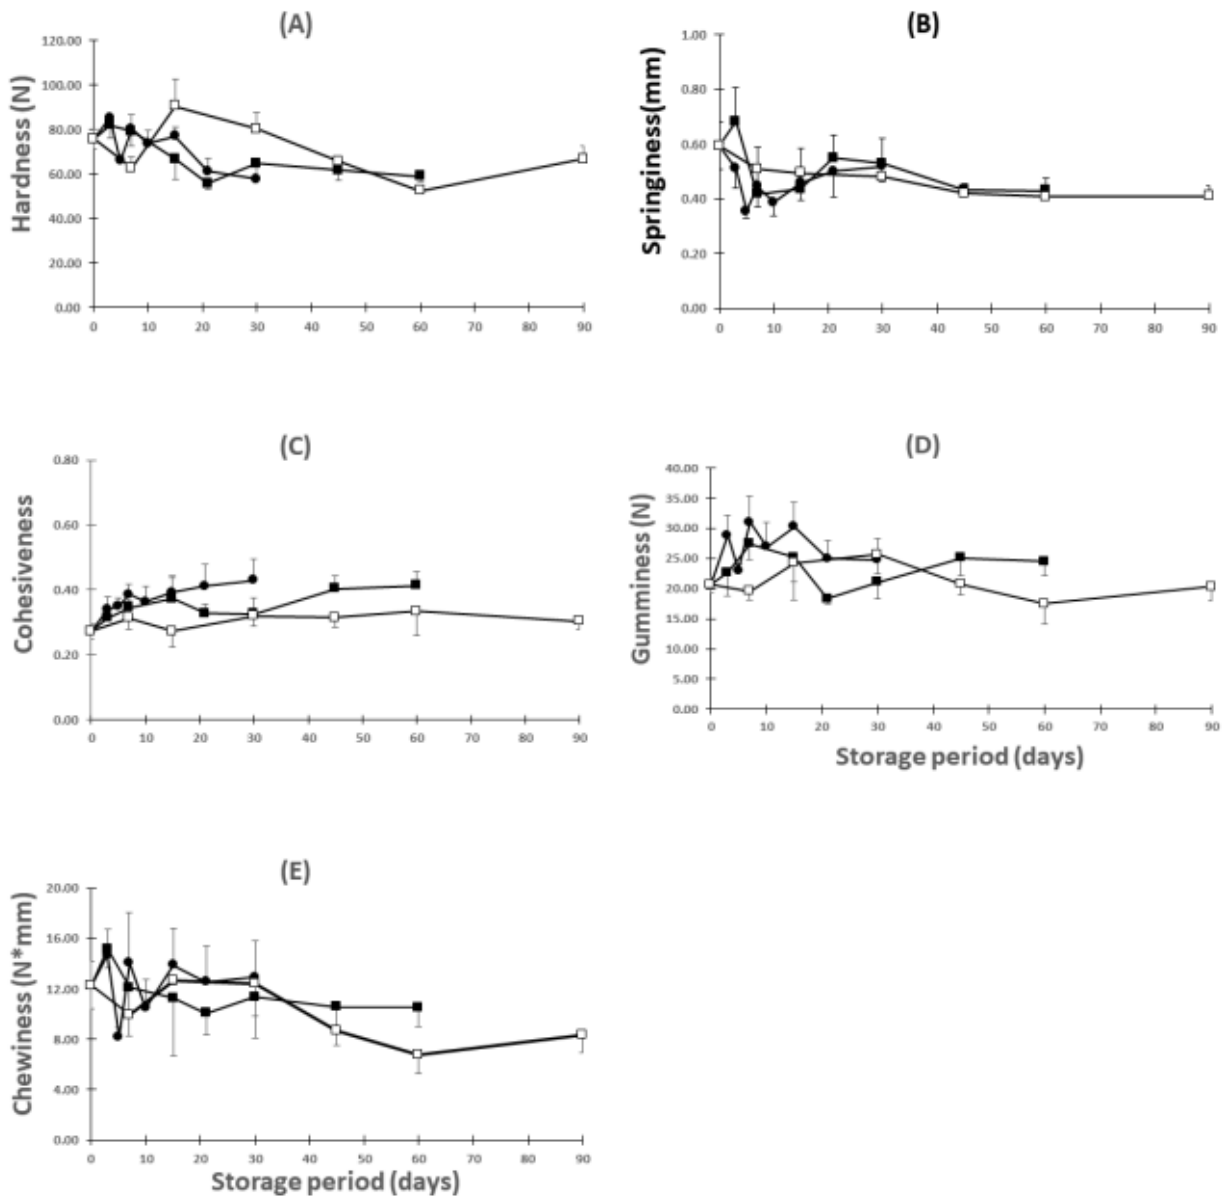 (A)
Hardness (N)
120.00
100.00
80.00
60.00
40.00
20.00
0.00
0 10 20 30 40 50 60 70 80 90
(B)
Springiness(mm)
1.00
0.80
0.60
0.40
0.20
0.00
0 10 20 30 40 50 60 70 80 90
(C)
Cohesiveness
0.80
0.60
0.40
0.20
0.00
0 10 20 30 40 50 60 70 80 90
(D)
Gumminess (N)
40.00
35.00
30.00
25.00
20.00
15.00
10.00
5.00
0.00
0 10 20 30 40 50 60 70 80 90
Storage period (days)
(E)
Chewiness (N*mm)
20.00
16.00
12.00
8.00
4.00
0.00
0 10 20 30 40 50 60 70 80 90
Storage period (days)